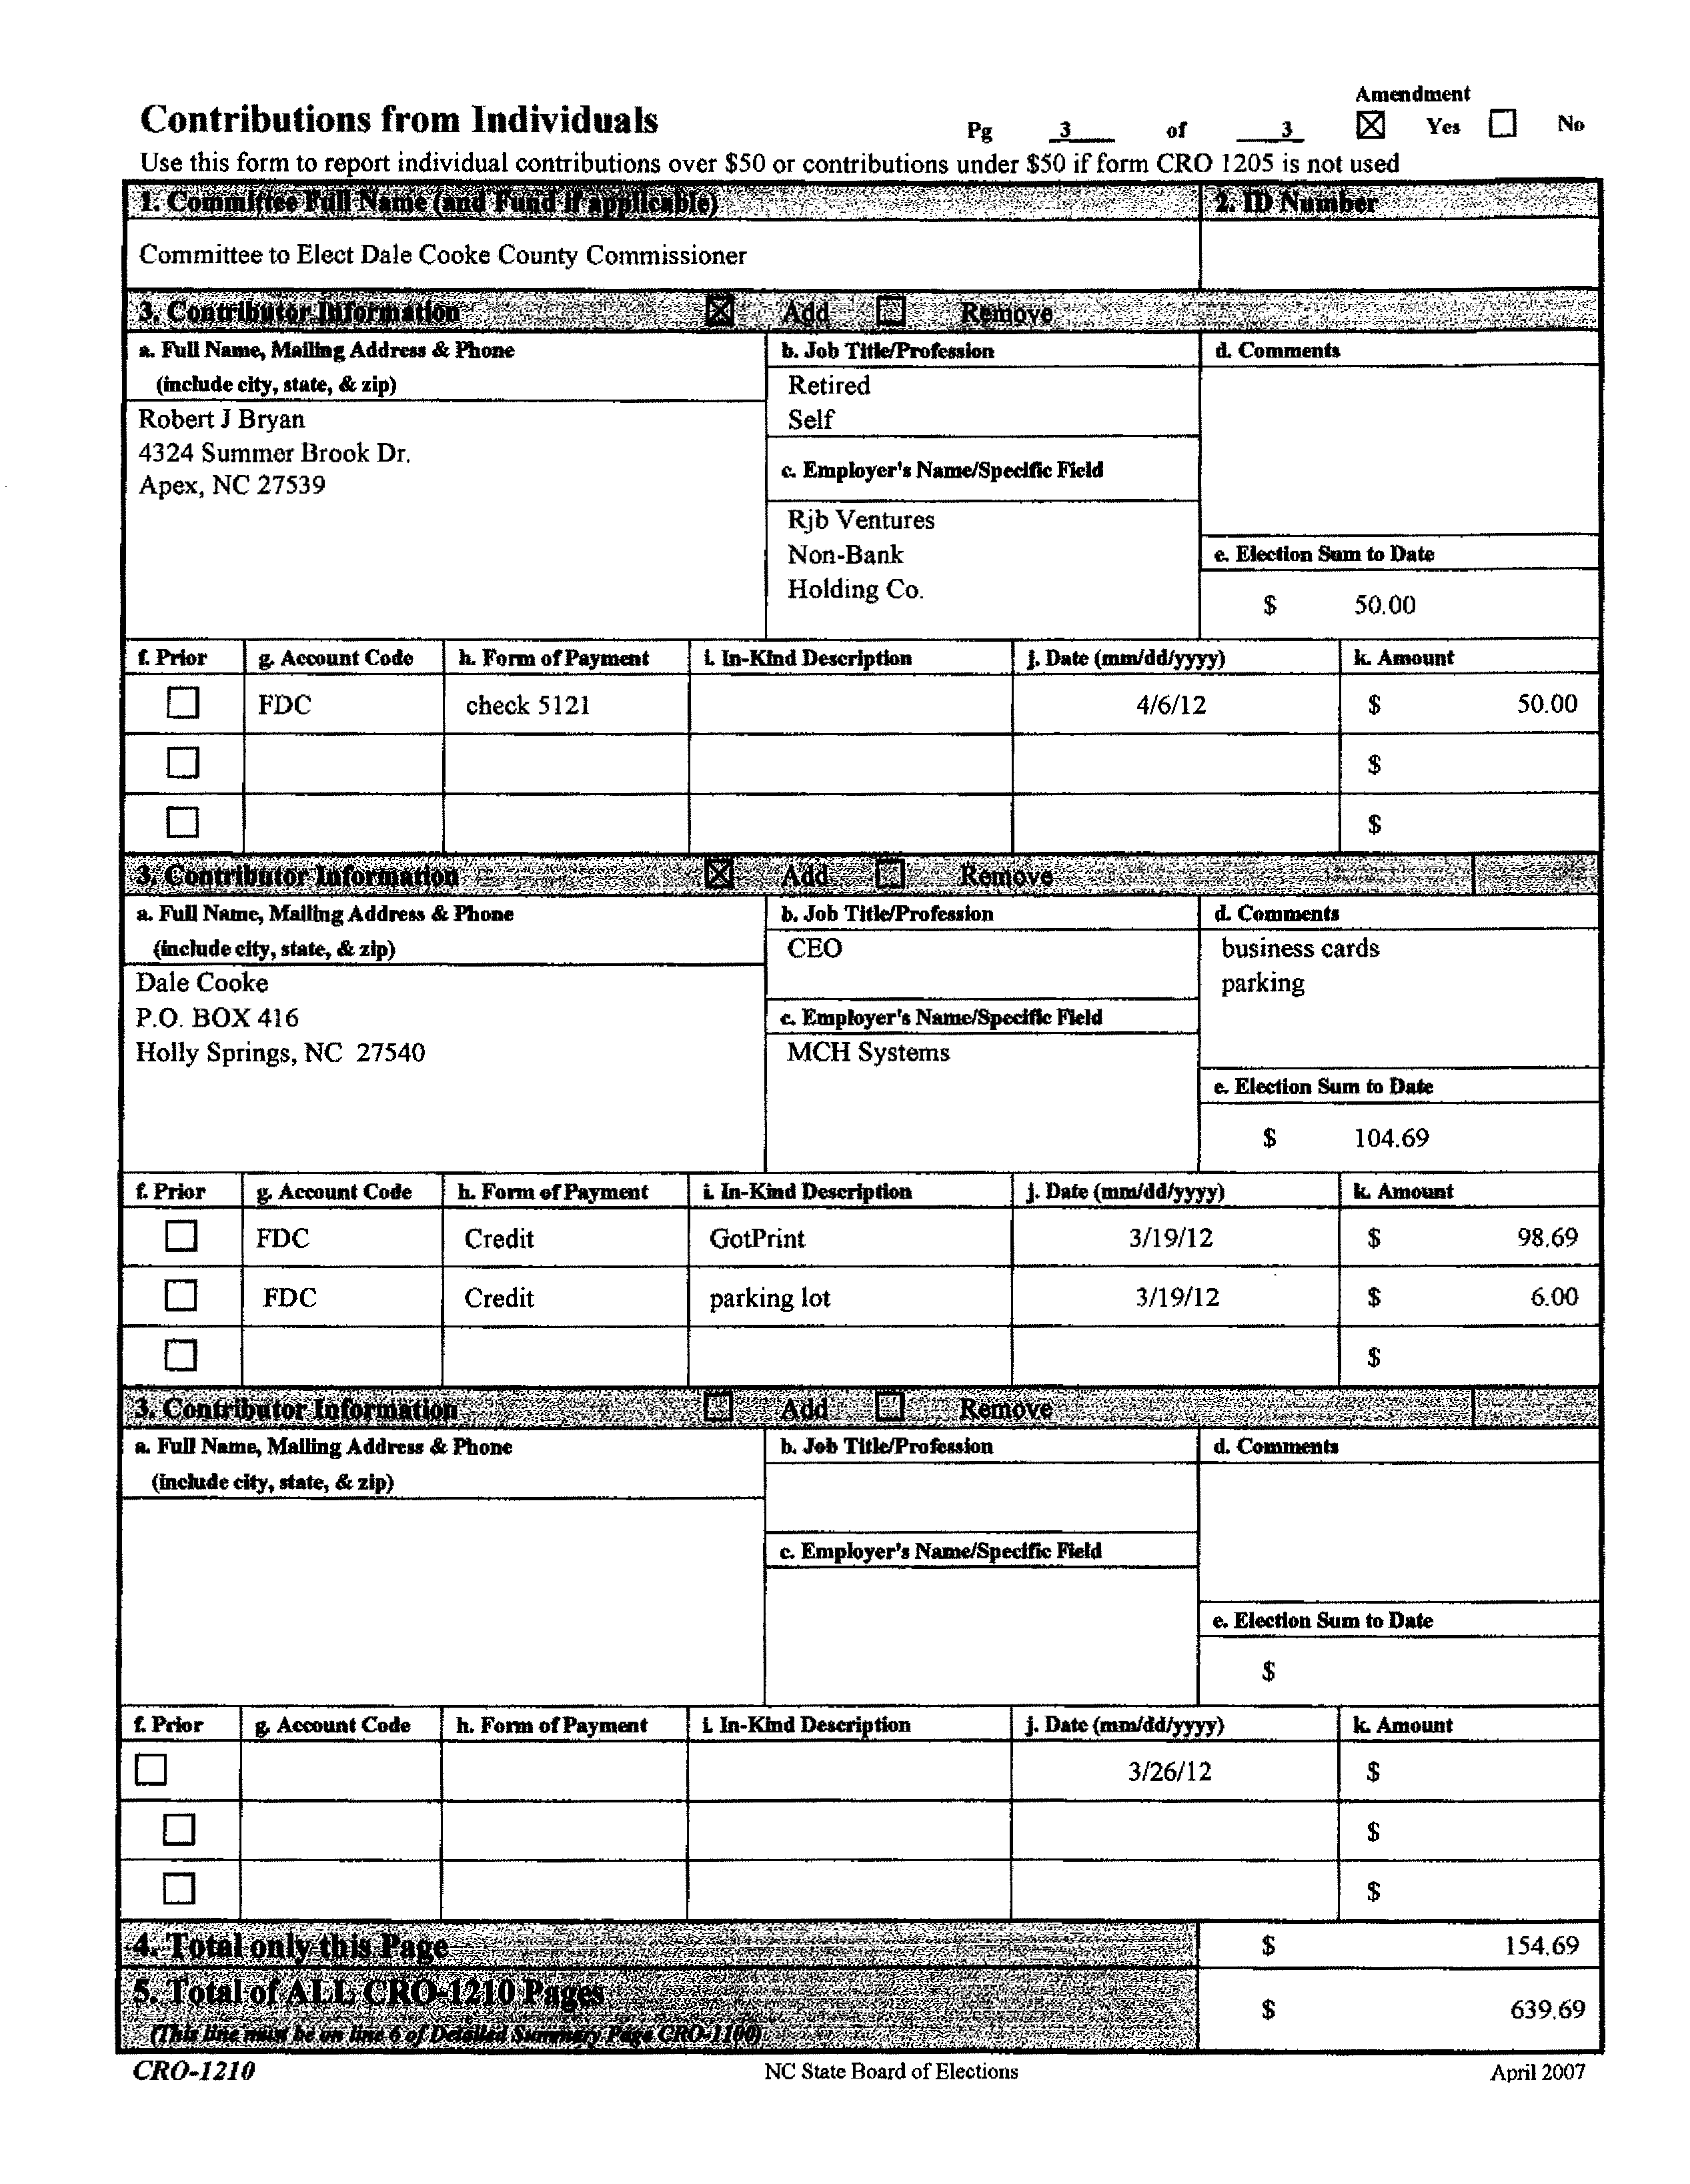 Amendment
Contributions from Individuals Pg 3 of 3 ☒ Yes ☐ No
Use this form to report individual contributions over $50 or contributions under $50 if form CRO 1205 is not used
1. Committee Full Name (and Fund if applicable) 2. ID Number
Committee to Elect Dale Cooke County Commissioner
3. Contributor Information ☒ Add ☐ Remove
a. Full Name, Mailing Address & Phone b. Job Title/Profession d. Comments
(include city, state, & zip) Retired
Robert J Bryan Self
4324 Summer Brook Dr.
Apex, NC 27539 c. Employer's Name/Specific Field
Rjb Ventures
Non-Bank e. Election Sum to Date
Holding Co. $ 50.00
f. Prior g. Account Code h. Form of Payment i. In-Kind Description j. Date (mm/dd/yyyy) k. Amount
☐ FDC check 5121 4/6/12 $ 50.00
☐ $
☐ $
3. Contributor Information ☒ Add ☐ Remove
a. Full Name, Mailing Address & Phone b. Job Title/Profession d. Comments
(include city, state, & zip) CEO business cards
Dale Cooke parking
P.O. BOX 416 c. Employer's Name/Specific Field
Holly Springs, NC 27540 MCH Systems
e. Election Sum to Date
$ 104.69
f. Prior g. Account Code h. Form of Payment i. In-Kind Description j. Date (mm/dd/yyyy) k. Amount
☐ FDC Credit GotPrint 3/19/12 $ 98.69
☐ FDC Credit parking lot 3/19/12 $ 6.00
☐ $
3. Contributor Information ☐ Add ☐ Remove
a. Full Name, Mailing Address & Phone b. Job Title/Profession d. Comments
(include city, state, & zip)
c. Employer's Name/Specific Field
e. Election Sum to Date
$
f. Prior g. Account Code h. Form of Payment i. In-Kind Description j. Date (mm/dd/yyyy) k. Amount
☐ 3/26/12 $
☐ $
☐ $
4. Total only this Page $ 154.69
5. Total of ALL CRO-1210 Pages $ 639.69
(This line must be on line 6 of Detailed Summary Page CRO-1100)
CRO-1210 NC State Board of Elections April 2007